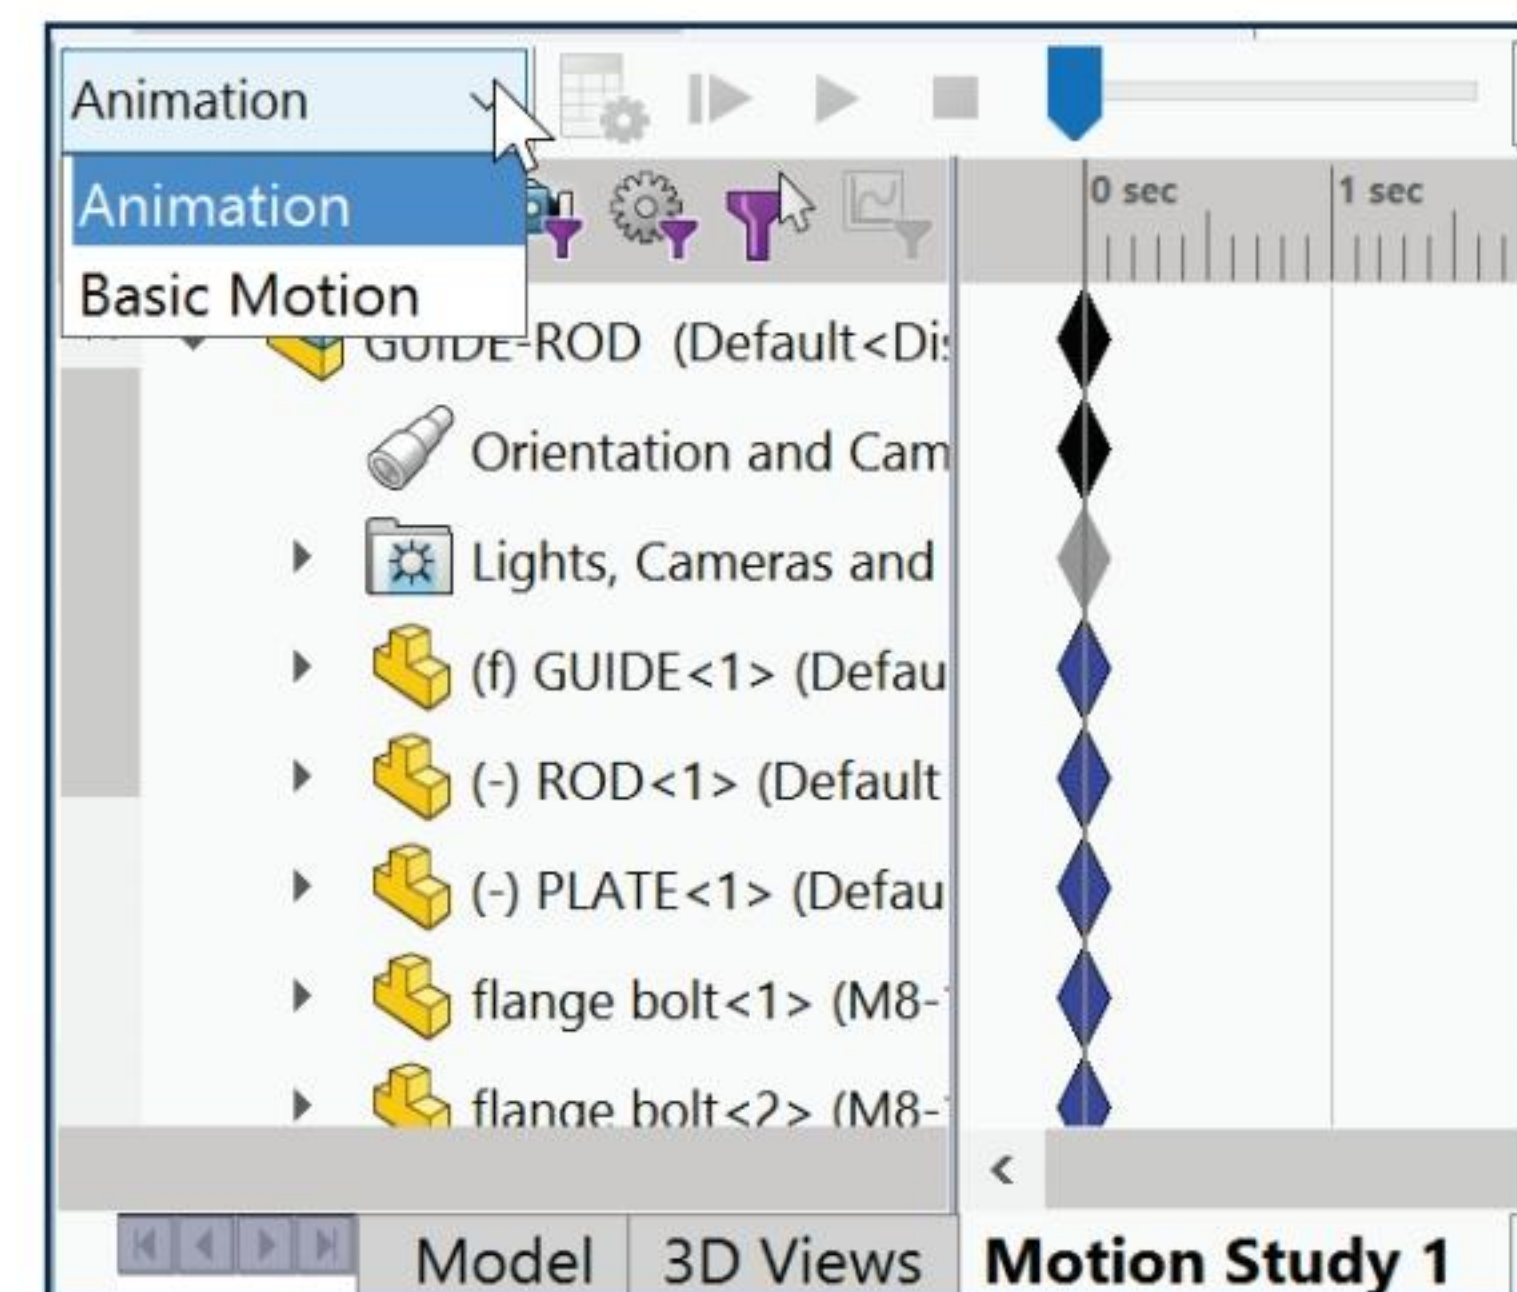 Animation
Animation
Basic Motion
0 sec 1 sec
GUIDE-ROD (Default<Dis
Orientation and Cam
Lights, Cameras and
(f) GUIDE<1> (Defau
(-) ROD<1> (Default
(-) PLATE<1> (Defau
flange bolt<1> (M8-
flange bolt<2> (M8-
Model 3D Views Motion Study 1